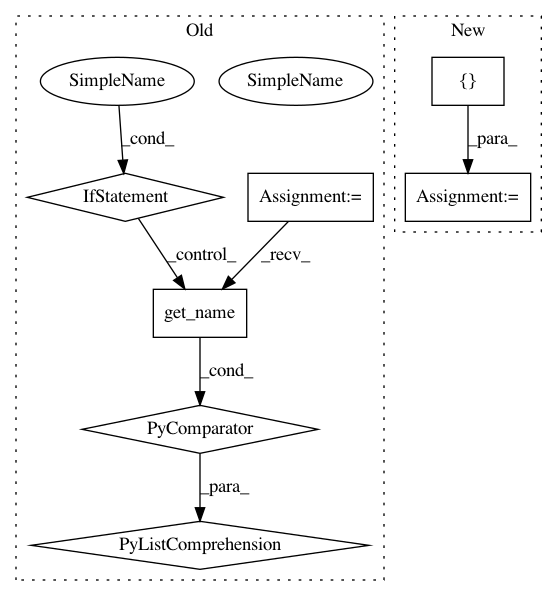 Old
New
SimpleName
SimpleName
{}
_cond_
_para_
IfStatement
Assignment:=
Assignment:=
_control_
_recv_
get_name
_cond_
PyComparator
_para_
PyListComprehension